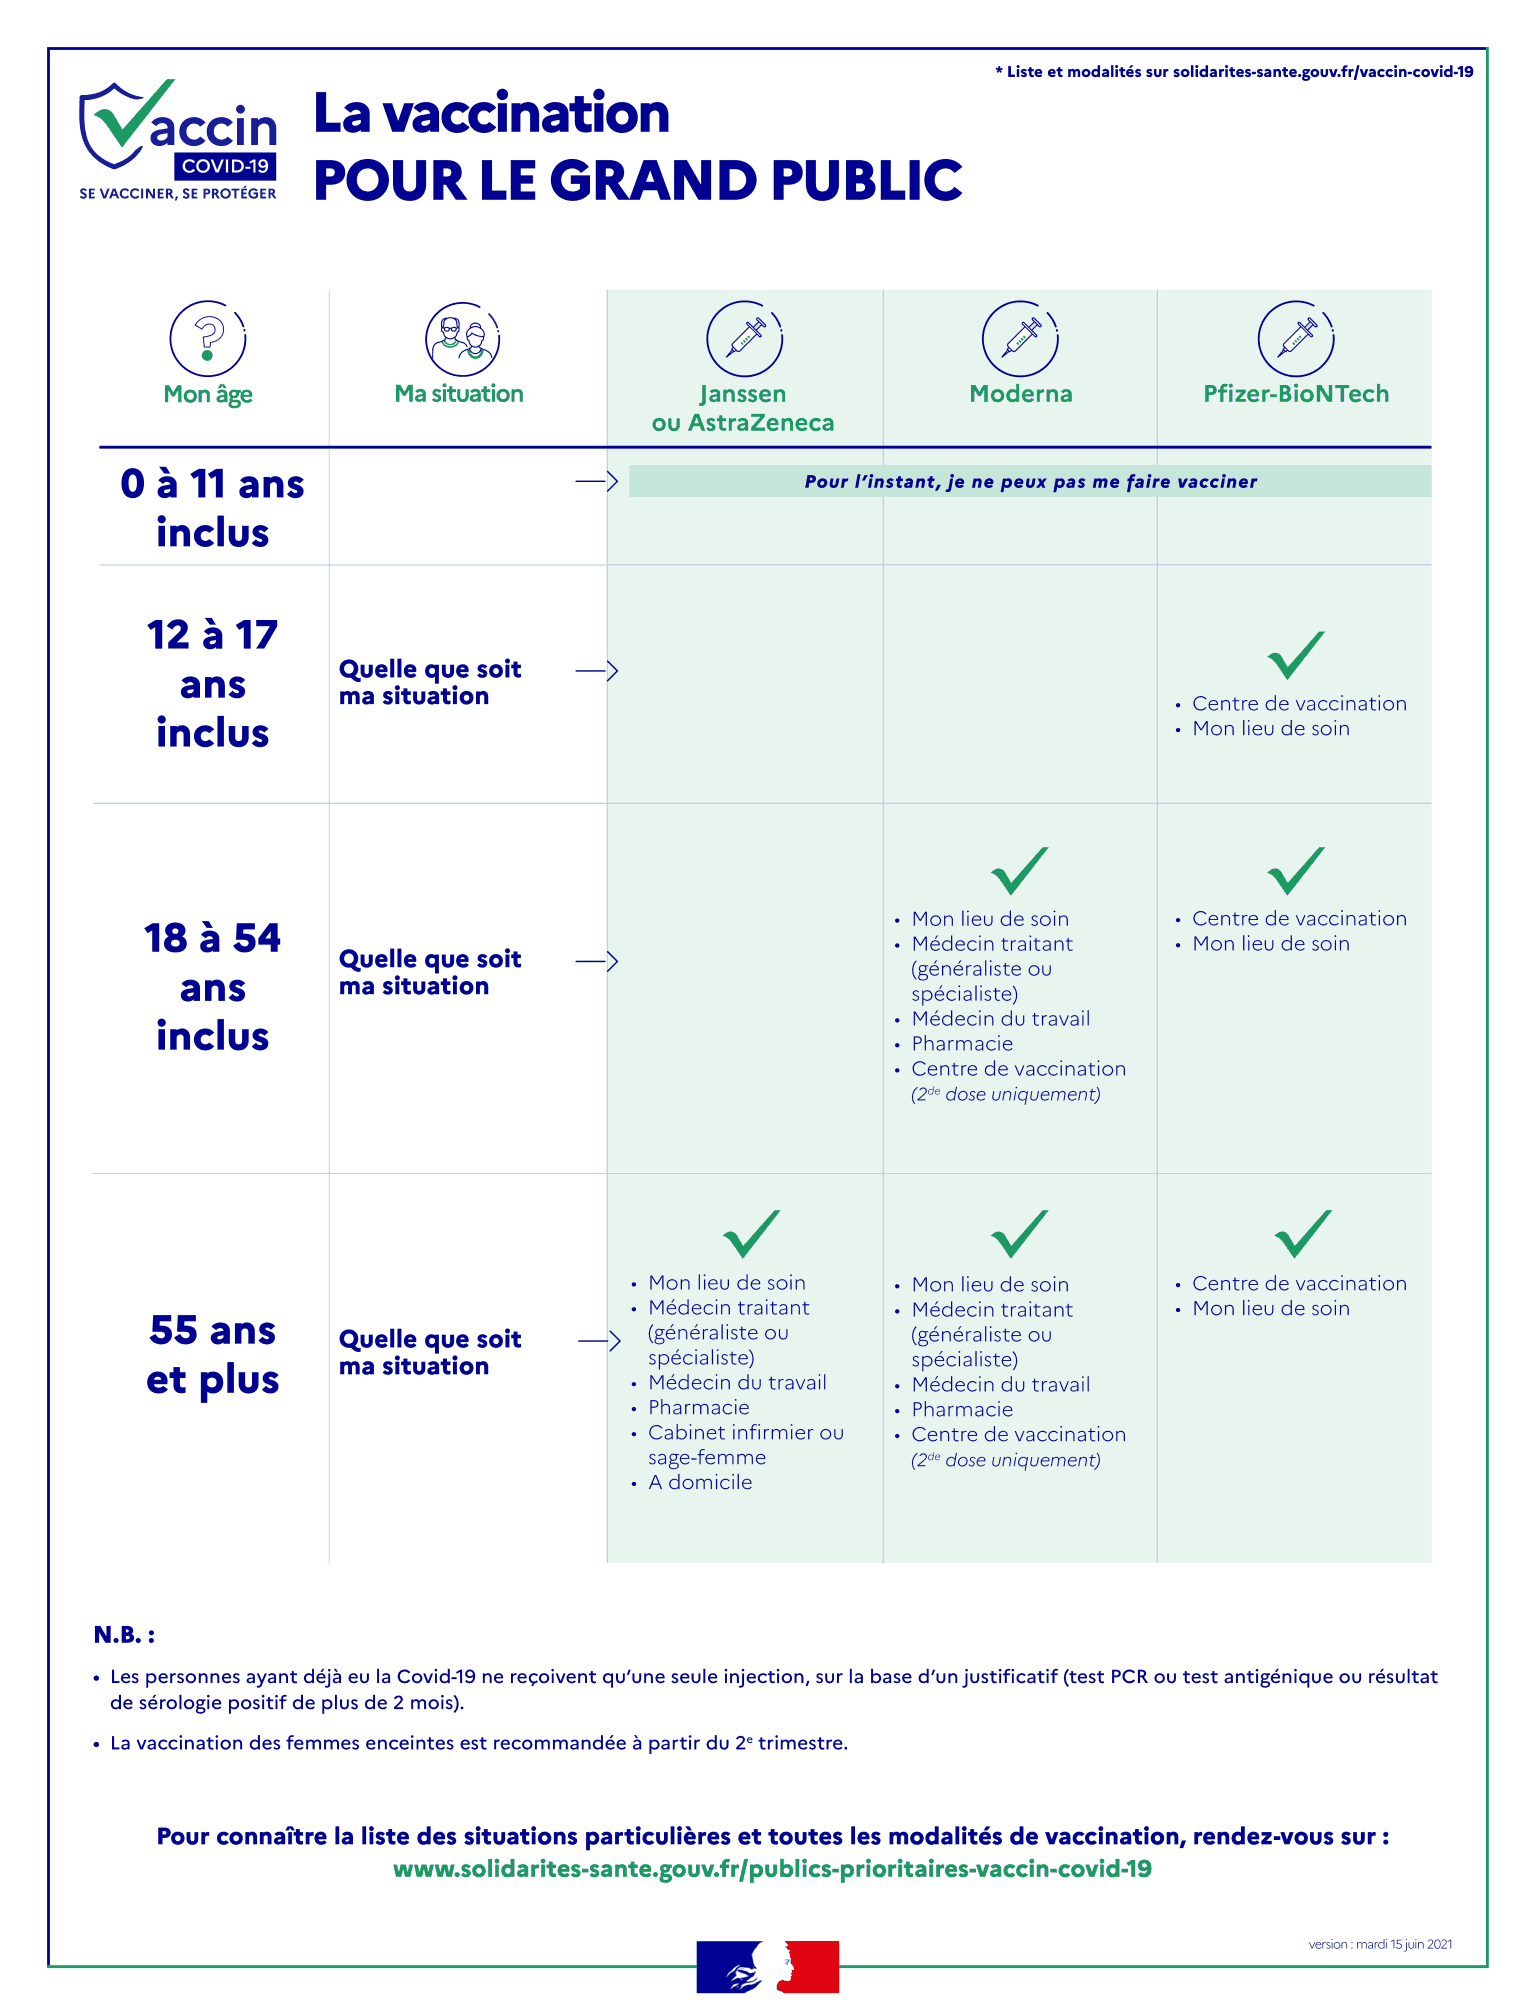 * Liste et modalités sur solidarites-sante.gouv.fr/vaccin-covid-19
Vaccin
COVID-19
SE VACCINER, SE PROTÉGER
La vaccination
POUR LE GRAND PUBLIC
Mon âge
Ma situation
Janssen
ou AstraZeneca
Moderna
Pfizer-BioNTech
0 à 11 ans
inclus
Pour l'instant, je ne peux pas me faire vacciner
12 à 17
ans
inclus
Quelle que soit
ma situation
• Centre de vaccination
• Mon lieu de soin
18 à 54
ans
inclus
Quelle que soit
ma situation
• Mon lieu de soin
• Médecin traitant
(généraliste ou
spécialiste)
• Médecin du travail
• Pharmacie
• Centre de vaccination
(2de dose uniquement)
• Centre de vaccination
• Mon lieu de soin
55 ans
et plus
Quelle que soit
ma situation
• Mon lieu de soin
• Médecin traitant
(généraliste ou
spécialiste)
• Médecin du travail
• Pharmacie
• Cabinet infirmier ou
sage-femme
• A domicile
• Mon lieu de soin
• Médecin traitant
(généraliste ou
spécialiste)
• Médecin du travail
• Pharmacie
• Centre de vaccination
(2de dose uniquement)
• Centre de vaccination
• Mon lieu de soin
N.B. :
• Les personnes ayant déjà eu la Covid-19 ne reçoivent qu'une seule injection, sur la base d'un justificatif (test PCR ou test antigénique ou résultat
de sérologie positif de plus de 2 mois).
• La vaccination des femmes enceintes est recommandée à partir du 2e trimestre.
Pour connaître la liste des situations particulières et toutes les modalités de vaccination, rendez-vous sur :
www.solidarites-sante.gouv.fr/publics-prioritaires-vaccin-covid-19
version : mardi 15 juin 2021